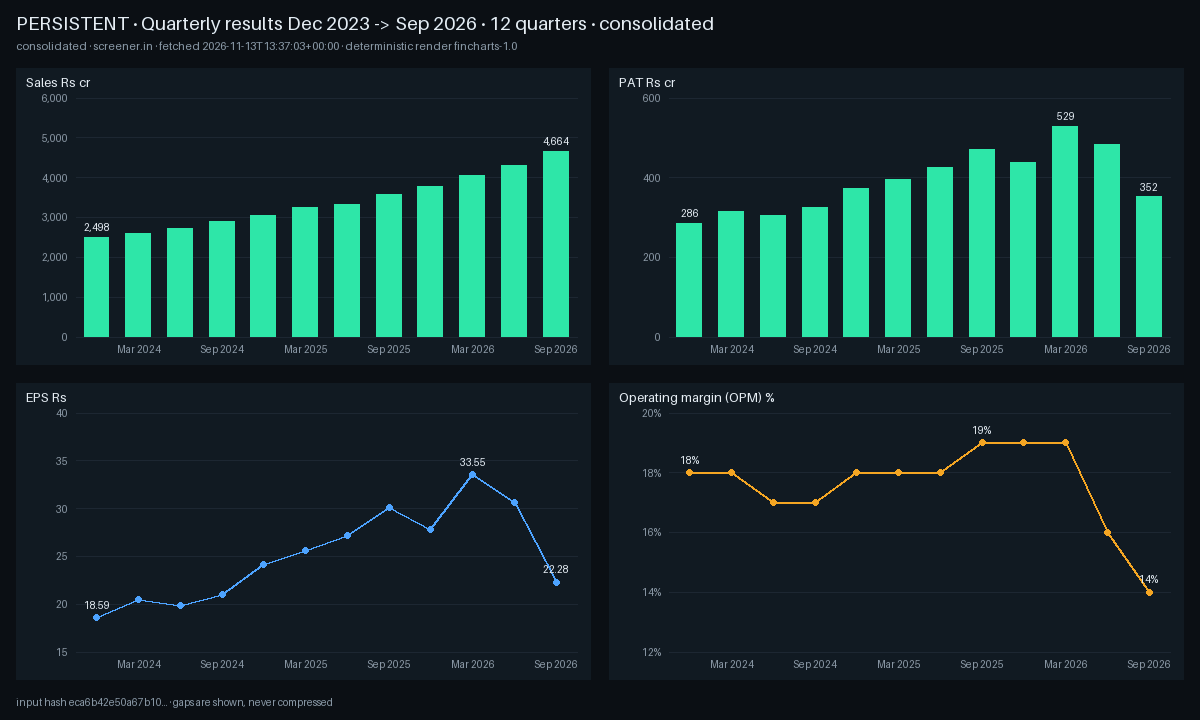 PERSISTENT · Quarterly results Dec 2023 -> Sep 2026 · 12 quarters · consolidated
consolidated · screener.in · fetched 2026-11-13T13:37:03+00:00 · deterministic render fincharts-1.0
Sales Rs cr
6,000
5,000
4,000
3,000
2,000
1,000
0
2,498
4,664
Mar 2024
Sep 2024
Mar 2025
Sep 2025
Mar 2026
Sep 2026
PAT Rs cr
600
400
200
0
286
529
352
Mar 2024
Sep 2024
Mar 2025
Sep 2025
Mar 2026
Sep 2026
EPS Rs
40
35
30
25
20
15
18.59
33.55
22.28
Mar 2024
Sep 2024
Mar 2025
Sep 2025
Mar 2026
Sep 2026
Operating margin (OPM) %
20%
18%
16%
14%
12%
18%
19%
14%
Mar 2024
Sep 2024
Mar 2025
Sep 2025
Mar 2026
Sep 2026
input hash eca6b42e50a67b10… · gaps are shown, never compressed